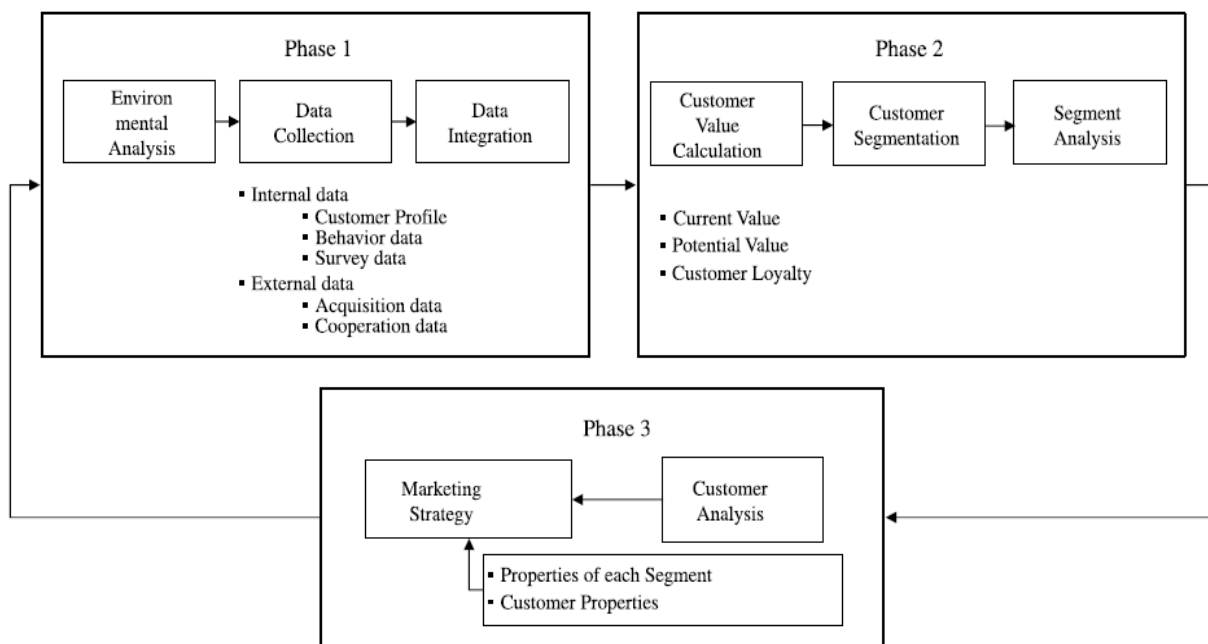 Phase 1
Environ
mental
Analysis
Data
Collection
Data
Integration
▪ Internal data
▪ Customer Profile
▪ Behavior data
▪ Survey data
▪ External data
▪ Acquisition data
▪ Cooperation data
Phase 2
Customer
Value
Calculation
Customer
Segmentation
Segment
Analysis
▪ Current Value
▪ Potential Value
▪ Customer Loyalty
Phase 3
Marketing
Strategy
Customer
Analysis
▪ Properties of each Segment
▪ Customer Properties